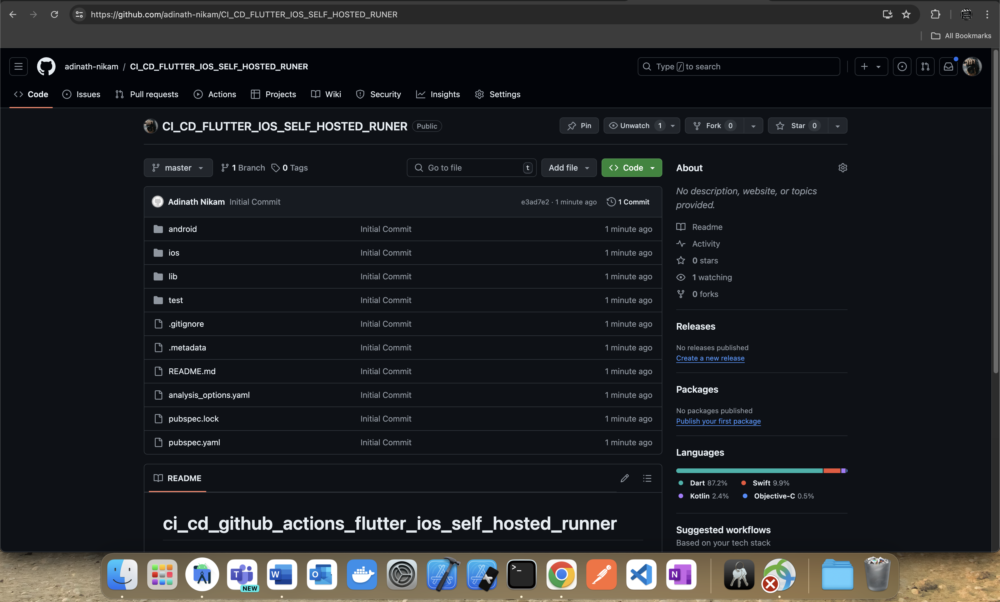 https://github.com/adinath-nikam/CI_CD_FLUTTER_IOS_SELF_HOSTED_RUNER
All Bookmarks
adinath-nikam / CI_CD_FLUTTER_IOS_SELF_HOSTED_RUNER
Type / to search
Code Issues Pull requests Actions Projects Wiki Security Insights Settings
CI_CD_FLUTTER_IOS_SELF_HOSTED_RUNER Public
Pin Unwatch 1 Fork 0 Star 0
master 1 Branch 0 Tags Go to file t Add file Code
Adinath Nikam Initial Commit e3ad7e2 · 1 minute ago 1 Commit
android Initial Commit 1 minute ago
ios Initial Commit 1 minute ago
lib Initial Commit 1 minute ago
test Initial Commit 1 minute ago
.gitignore Initial Commit 1 minute ago
.metadata Initial Commit 1 minute ago
README.md Initial Commit 1 minute ago
analysis_options.yaml Initial Commit 1 minute ago
pubspec.lock Initial Commit 1 minute ago
pubspec.yaml Initial Commit 1 minute ago
README
ci_cd_github_actions_flutter_ios_self_hosted_runner
About
No description, website, or topics
provided.
Readme
Activity
0 stars
1 watching
0 forks
Releases
No releases published
Create a new release
Packages
No packages published
Publish your first package
Languages
Dart 87.2% Swift 9.9%
Kotlin 2.4% Objective-C 0.5%
Suggested workflows
Based on your tech stack
T
NEW
W
O
>_
N